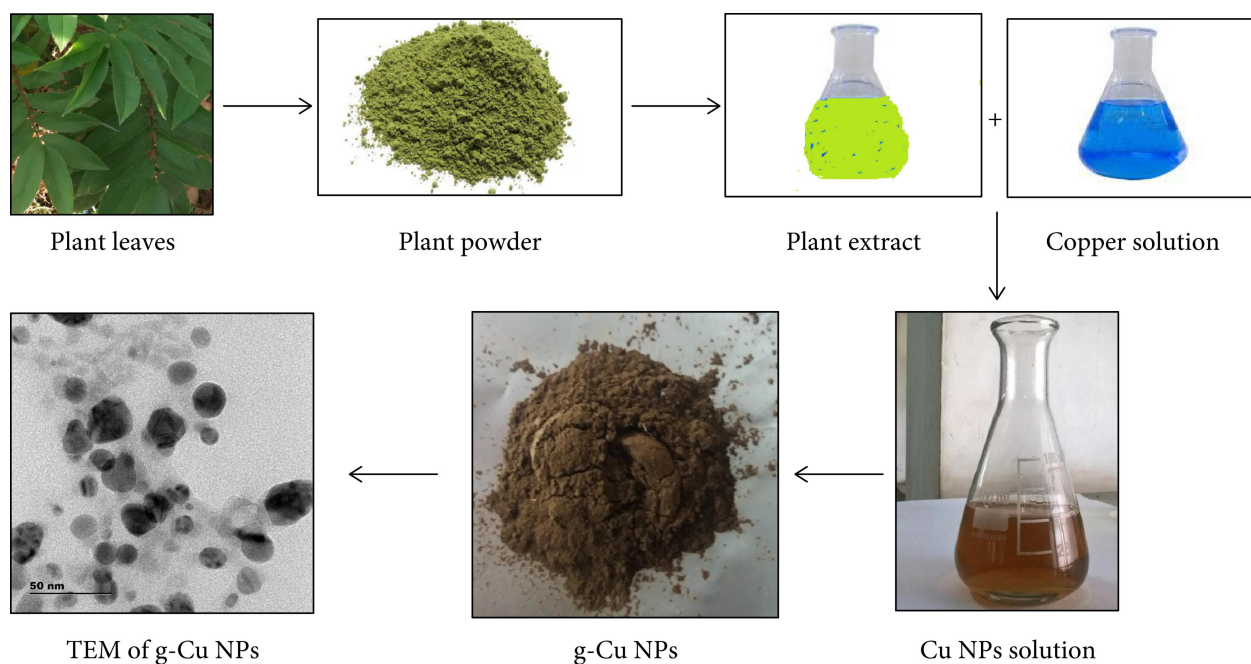 +
Plant leaves
Plant powder
Plant extract
Copper solution
50 nm
TEM of g-Cu NPs
g-Cu NPs
Cu NPs solution